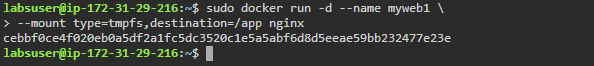 labsuser@ip-172-31-29-216:~$ sudo docker run -d --name myweb1 \
> --mount type=tmpfs,destination=/app nginx
cebbf0ce4f020eb0a5df2a1fc5dc3520c1e5a5abf6d8d5eeae59bb232477e23e
labsuser@ip-172-31-29-216:~$